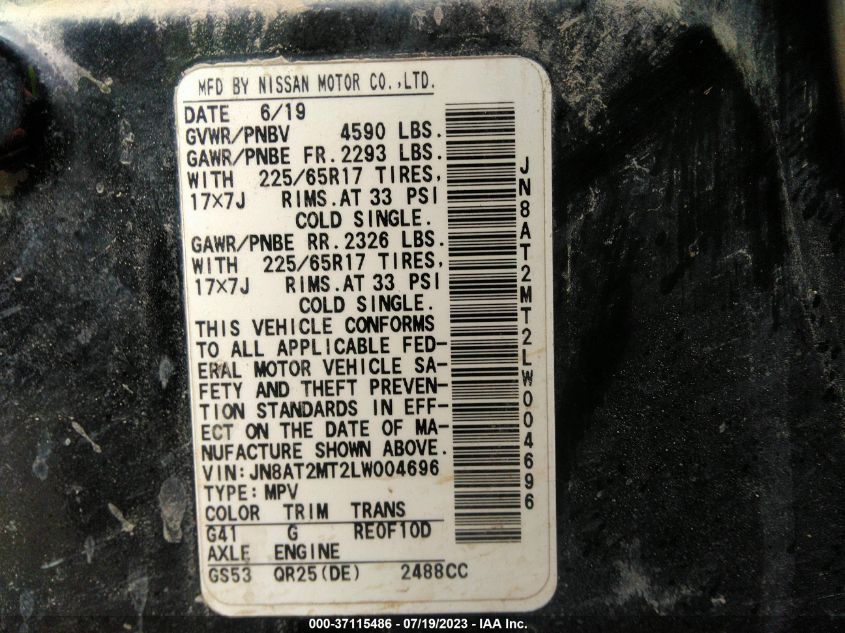 MFD BY NISSAN MOTOR CO.,LTD.
DATE 6/19
GVWR/PNBV 4590 LBS.
GAWR/PNBE FR.2293 LBS.
WITH 225/65R17 TIRES,
17×7J RIMS.AT 33 PSI
COLD SINGLE.
GAWR/PNBE RR.2326 LBS.
WITH 225/65R17 TIRES,
17×7J RIMS.AT 33 PSI
COLD SINGLE.
THIS VEHICLE CONFORMS
TO ALL APPLICABLE FED-
ERAL MOTOR VEHICLE SA-
FETY AND THEFT PREVEN-
TION STANDARDS IN EFF-
ECT ON THE DATE OF MA-
NUFACTURE SHOWN ABOVE.
VIN:JN8AT2MT2LW004696
TYPE:MPV
COLOR TRIM TRANS
G41 G RE0F10D
AXLE ENGINE
GS53 QR25(DE) 2488CC
JN8AT2MT2LW004696
000-37115486 - 07/19/2023 - IAA Inc.